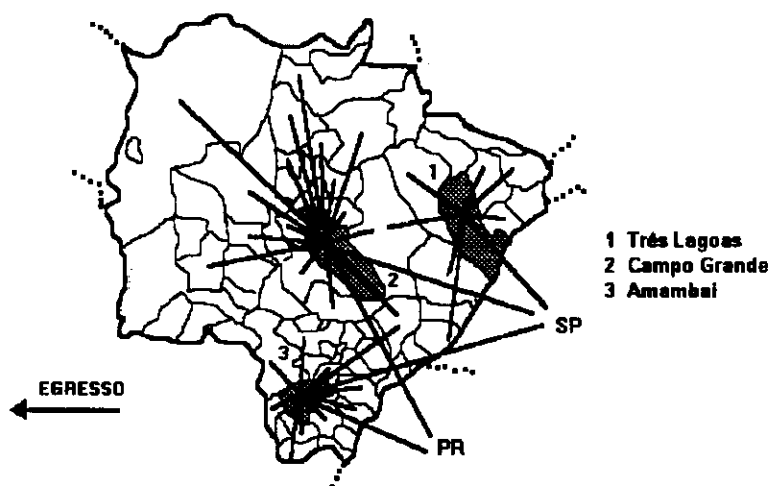 1
1 Três Lagoas
2 Campo Grande
3 Amambai
2
SP
3
EGRESSO
PR